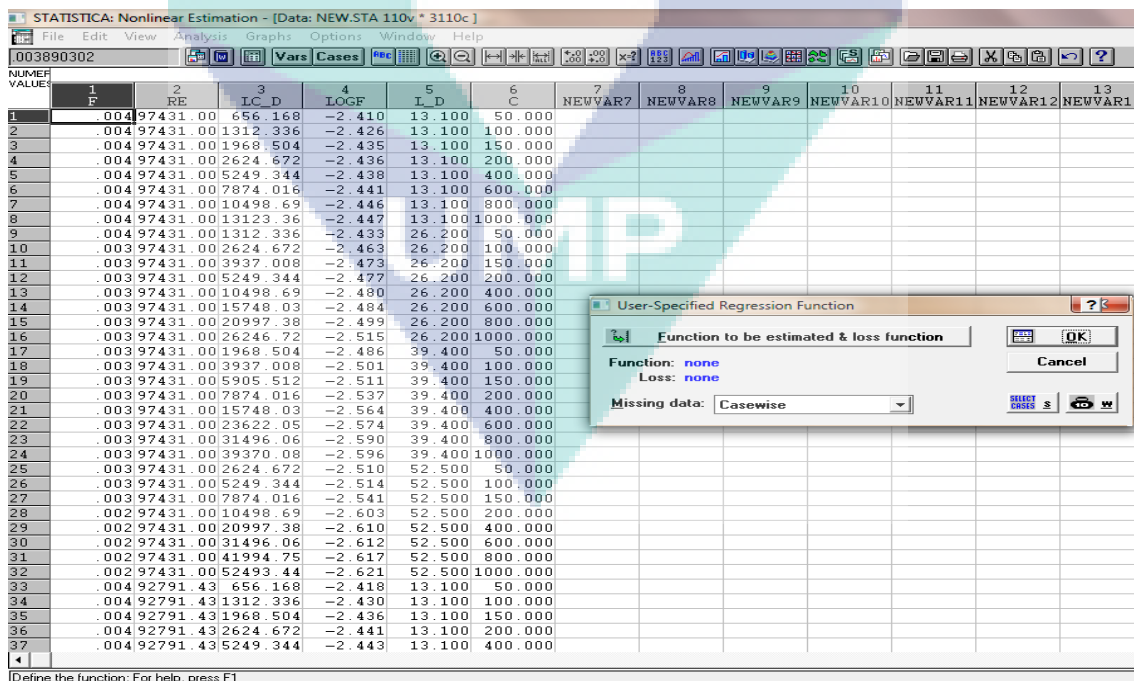 STATISTICA: Nonlinear Estimation - [Data: NEW.STA 110v * 3110c ]
File Edit View Analysis Graphs Options Window Help
.003890302 Vars Cases ABC
NUMEF
VALUES
1 2 3 4 5 6 7 8 9 10 11 12 13
F RE LC_D LOGF L_D C NEWVAR7 NEWVAR8 NEWVAR9 NEWVAR10 NEWVAR11 NEWVAR12 NEWVAR1
1 .004 97431.00 656.168 -2.410 13.100 50.000
2 .004 97431.00 1312.336 -2.426 13.100 100.000
3 .004 97431.00 1968.504 -2.435 13.100 150.000
4 .004 97431.00 2624.672 -2.436 13.100 200.000
5 .004 97431.00 5249.344 -2.438 13.100 400.000
6 .004 97431.00 7874.016 -2.441 13.100 600.000
7 .004 97431.00 10498.69 -2.446 13.100 800.000
8 .004 97431.00 13123.36 -2.447 13.100 1000.000
9 .004 97431.00 1312.336 -2.433 26.200 50.000
10 .003 97431.00 2624.672 -2.463 26.200 100.000
11 .003 97431.00 3937.008 -2.473 26.200 150.000
12 .003 97431.00 5249.344 -2.477 26.200 200.000
13 .003 97431.00 10498.69 -2.480 26.200 400.000
14 .003 97431.00 15748.03 -2.484 26.200 600.000
15 .003 97431.00 20997.38 -2.499 26.200 800.000
16 .003 97431.00 26246.72 -2.515 26.200 1000.000
17 .003 97431.00 1968.504 -2.486 39.400 50.000
18 .003 97431.00 3937.008 -2.501 39.400 100.000
19 .003 97431.00 5905.512 -2.511 39.400 150.000
20 .003 97431.00 7874.016 -2.537 39.400 200.000
21 .003 97431.00 15748.03 -2.564 39.400 400.000
22 .003 97431.00 23622.05 -2.574 39.400 600.000
23 .003 97431.00 31496.06 -2.590 39.400 800.000
24 .003 97431.00 39370.08 -2.596 39.400 1000.000
25 .003 97431.00 2624.672 -2.510 52.500 50.000
26 .003 97431.00 5249.344 -2.514 52.500 100.000
27 .003 97431.00 7874.016 -2.541 52.500 150.000
28 .002 97431.00 10498.69 -2.603 52.500 200.000
29 .002 97431.00 20997.38 -2.610 52.500 400.000
30 .002 97431.00 31496.06 -2.612 52.500 600.000
31 .002 97431.00 41994.75 -2.617 52.500 800.000
32 .002 97431.00 52493.44 -2.621 52.500 1000.000
33 .004 92791.43 656.168 -2.418 13.100 50.000
34 .004 92791.43 1312.336 -2.430 13.100 100.000
35 .004 92791.43 1968.504 -2.436 13.100 150.000
36 .004 92791.43 2624.672 -2.441 13.100 200.000
37 .004 92791.43 5249.344 -2.443 13.100 400.000
UMP
User-Specified Regression Function
Function to be estimated & loss function
OK
Function: none
Cancel
Loss: none
Missing data: Casewise
SELECT CASES S W
Define the function; For help, press F1